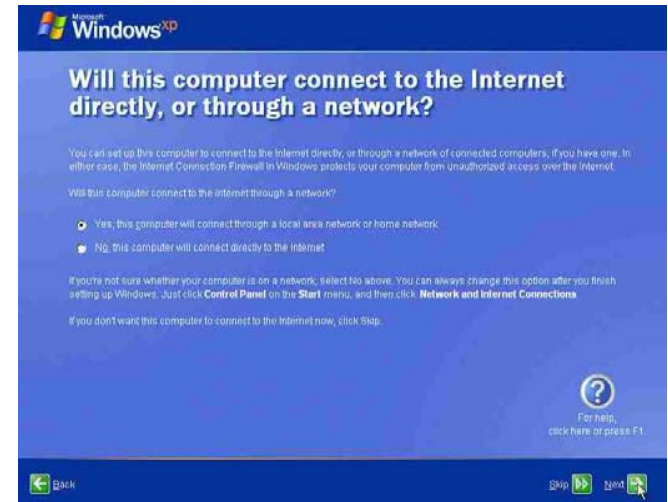 Microsoft
Windows xp
Will this computer connect to the Internet
directly, or through a network?
You can set up this computer to connect to the Internet directly, or through a network of connected computers, if you have one. In
either case, the Internet Connection Firewall in Windows protects your computer from unauthorized access over the Internet.
Will this computer connect to the Internet through a network?
Yes, this computer will connect through a local area network or home network
No, this computer will connect directly to the Internet
If you're not sure whether your computer is on a network, select No above. You can always change this option after you finish
setting up Windows. Just click Control Panel on the Start menu, and then click Network and Internet Connections.
If you don't want this computer to connect to the Internet now, click Skip.
?
For help,
click here or press F1.
Back
Skip
Next